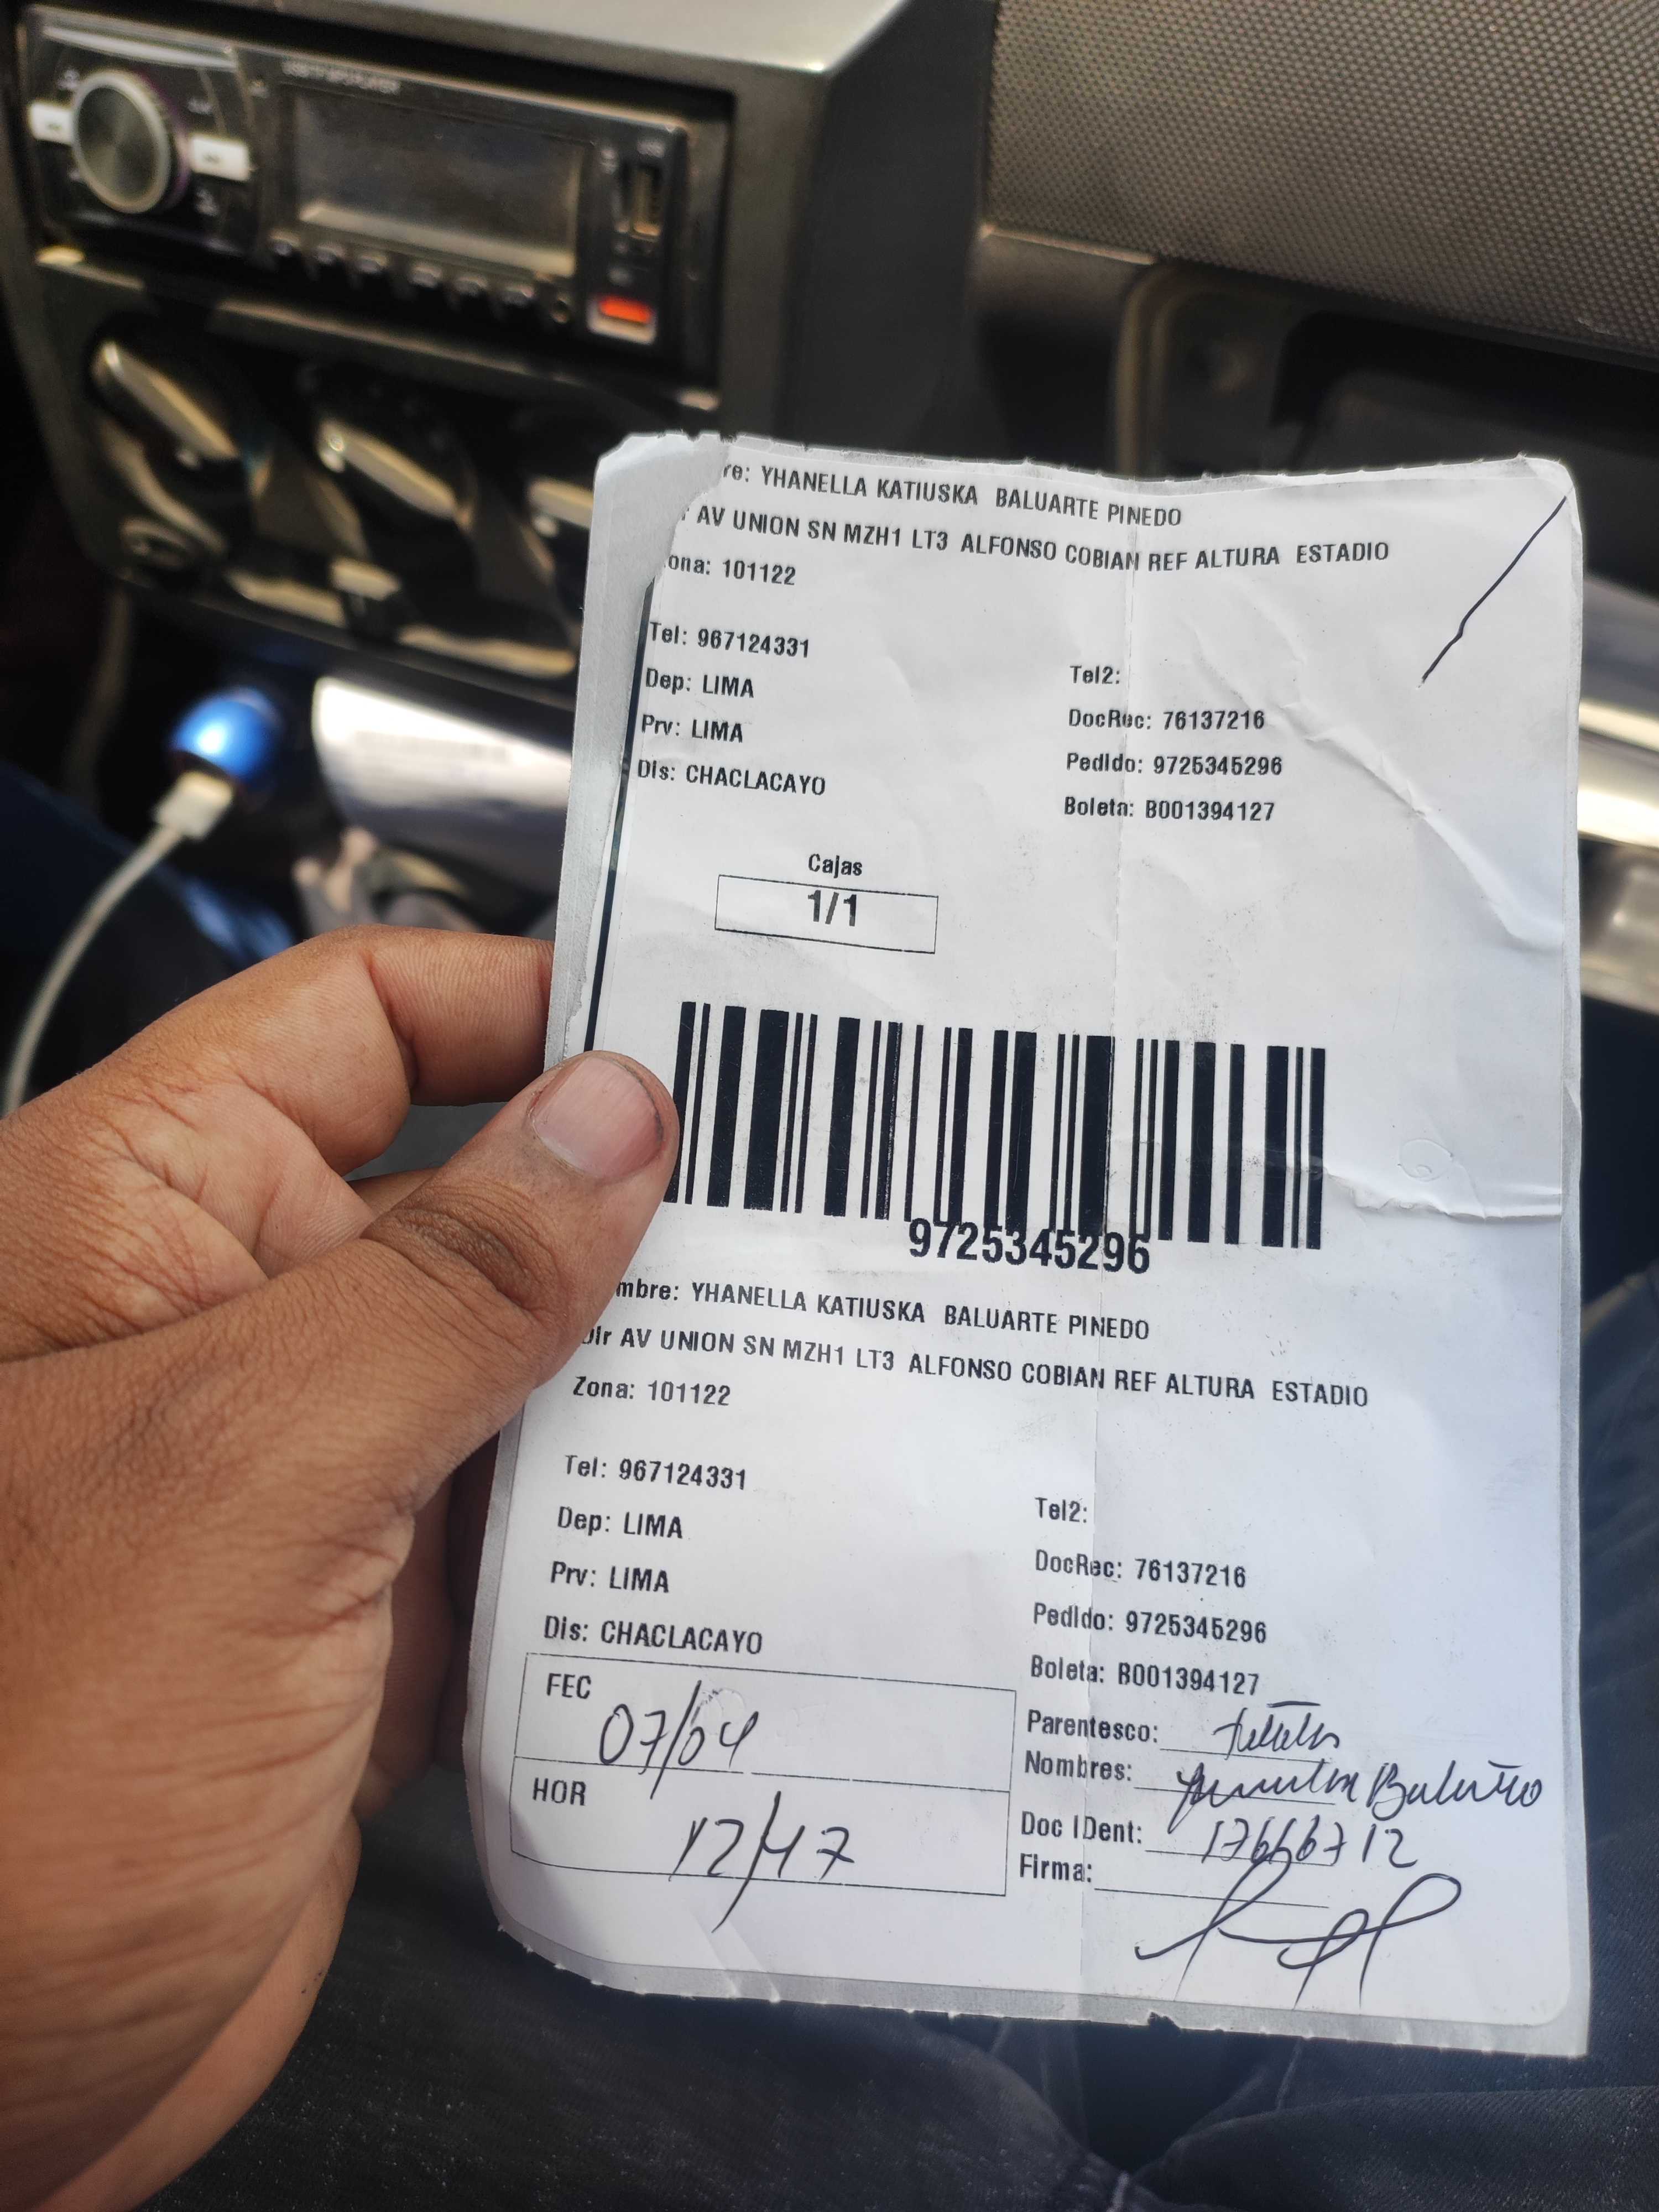 re: YHANELLA KATIUSKA BALUARTE PINEDO
r AV UNION SN MZH1 LT3 ALFONSO COBIAN REF ALTURA ESTADIO
ona: 101122
Tel: 967124331
Tel2:
Dep: LIMA
DocRec: 76137216
Prv: LIMA
Pedido: 9725345296
Dis: CHACLACAYO
Boleta: B001394127
Cajas
1/1
9725345296
mbre: YHANELLA KATIUSKA BALUARTE PINEDO
Dir AV UNION SN MZH1 LT3 ALFONSO COBIAN REF ALTURA ESTADIO
Zona: 101122
Tel: 967124331
Tel2:
Dep: LIMA
DocRec: 76137216
Prv: LIMA
Pedido: 9725345296
Dis: CHACLACAYO
Boleta: B001394127
FEC 07/04
Parentesco:
Nombres:
HOR 12/47
Doc IDent:
Firma: